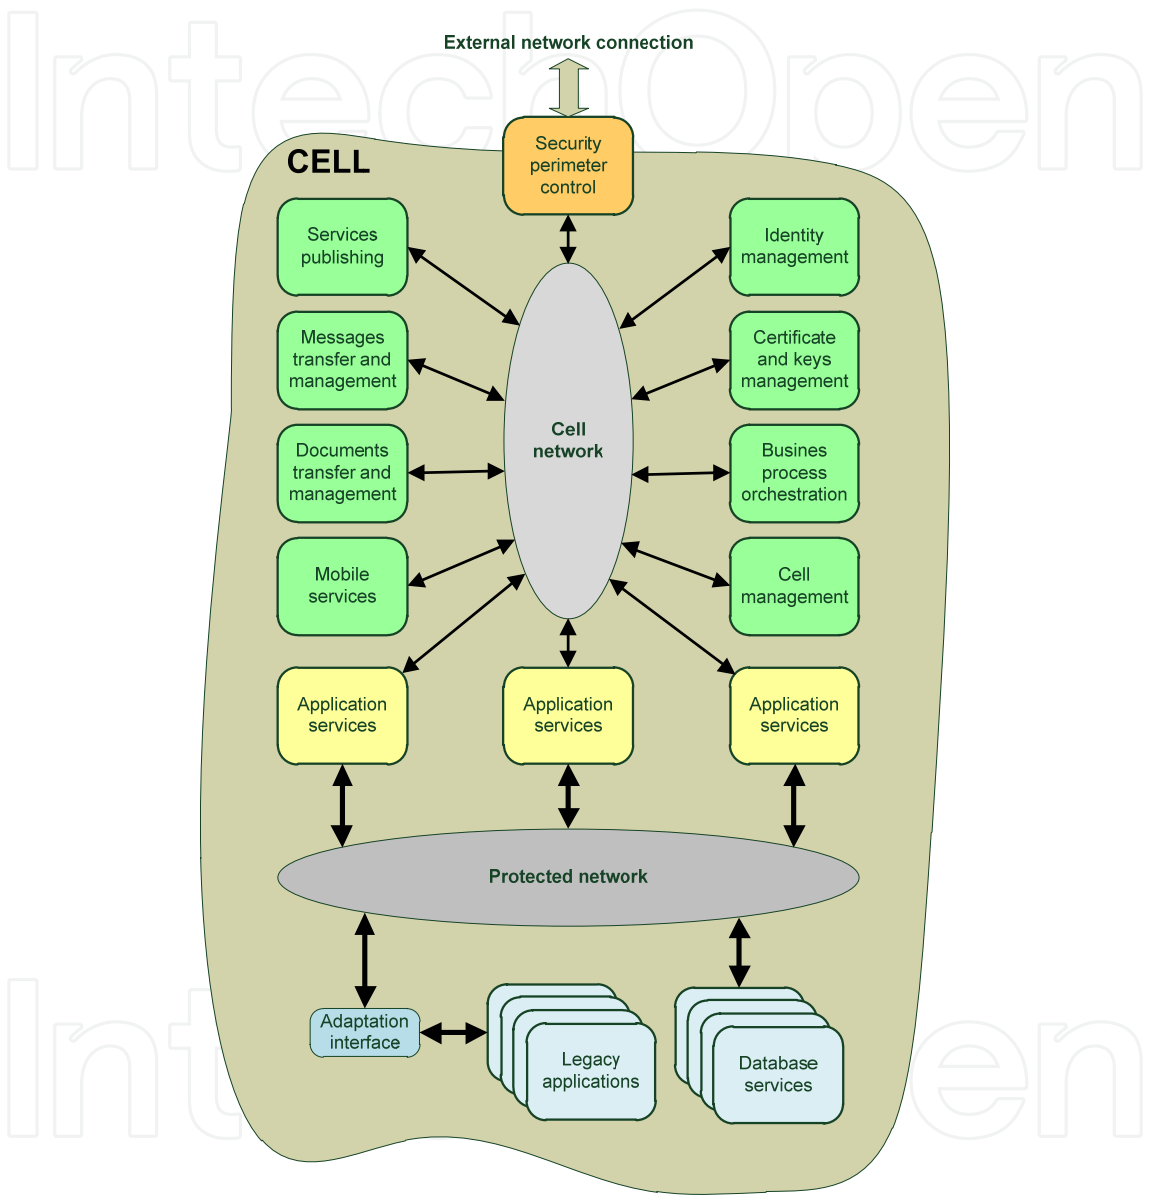 IntechOpen
External network connection
CELL
Security
perimeter
control
Services
publishing
Identity
management
Messages
transfer and
management
Certificate
and keys
management
Cell
network
Documents
transfer and
management
Busines
process
orchestration
Mobile
services
Cell
management
Application
services
Application
services
Application
services
Protected network
Adaptation
interface
Legacy
applications
Database
services
IntechOpen